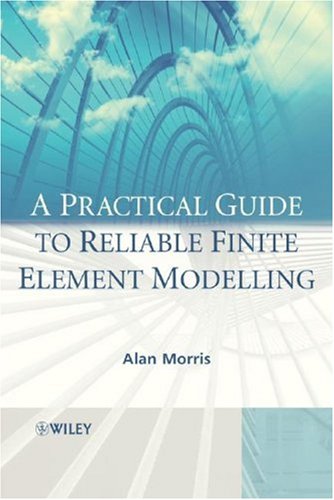 A PRACTICAL GUIDE
TO RELIABLE FINITE
ELEMENT MODELLING
Alan Morris
WILEY